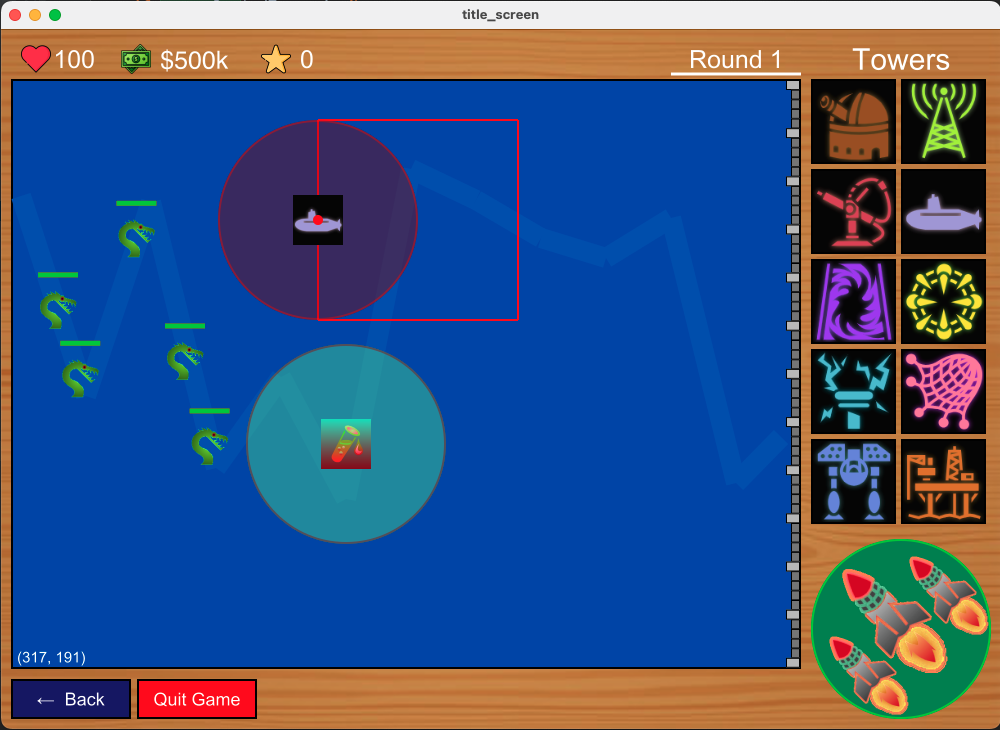 title_screen
100
$500k
0
Round 1
Towers
(317, 191)
← Back
Quit Game